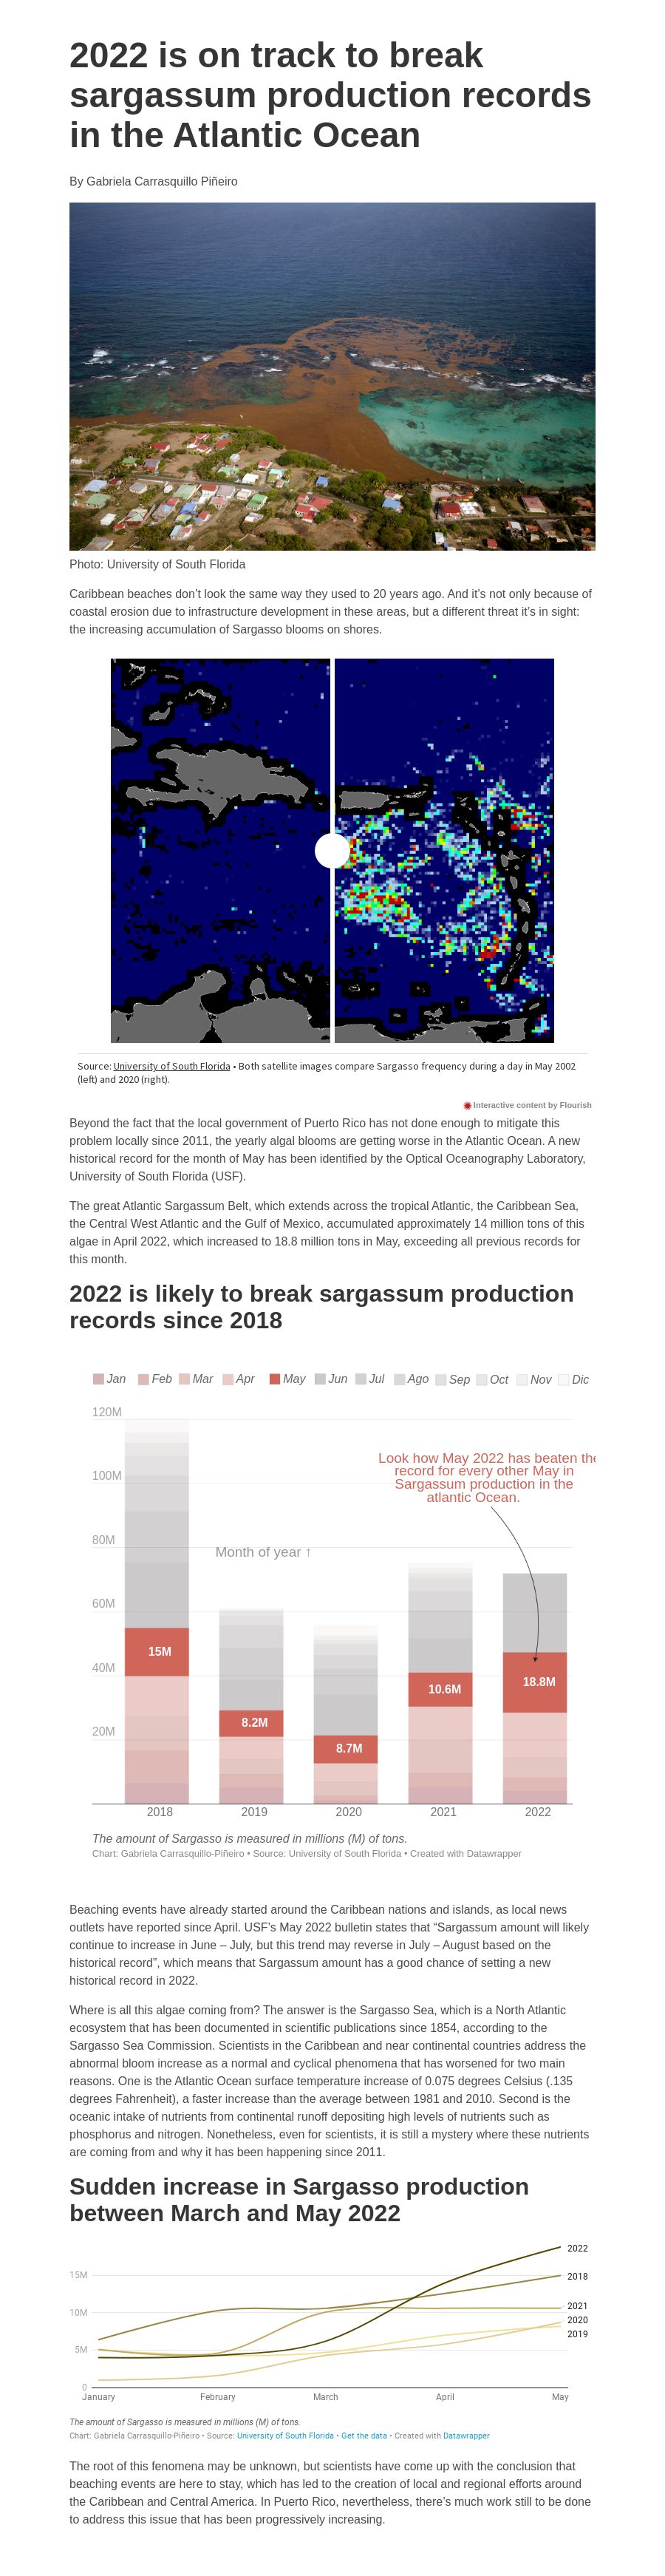 2022 is on track to break
sargassum production records
in the Atlantic Ocean
By Gabriela Carrasquillo Piñeiro
Photo: University of South Florida
Caribbean beaches don’t look the same way they used to 20 years ago. And it’s not only because of
coastal erosion due to infrastructure development in these areas, but a different threat it’s in sight:
the increasing accumulation of Sargasso blooms on shores.
Source: University of South Florida • Both satellite images compare Sargasso frequency during a day in May 2002
(left) and 2020 (right).
Interactive content by Flourish
Beyond the fact that the local government of Puerto Rico has not done enough to mitigate this
problem locally since 2011, the yearly algal blooms are getting worse in the Atlantic Ocean. A new
historical record for the month of May has been identified by the Optical Oceanography Laboratory,
University of South Florida (USF).
The great Atlantic Sargassum Belt, which extends across the tropical Atlantic, the Caribbean Sea,
the Central West Atlantic and the Gulf of Mexico, accumulated approximately 14 million tons of this
algae in April 2022, which increased to 18.8 million tons in May, exceeding all previous records for
this month.
2022 is likely to break sargassum production
records since 2018
Jan Feb Mar Apr May Jun Jul Ago Sep Oct Nov Dic
120M
Look how May 2022 has beaten the
record for every other May in
Sargassum production in the
atlantic Ocean.
100M
80M
Month of year ↑
60M
40M
20M
15M
8.2M
8.7M
10.6M
18.8M
2018 2019 2020 2021 2022
The amount of Sargasso is measured in millions (M) of tons.
Chart: Gabriela Carrasquillo-Piñeiro • Source: University of South Florida • Created with Datawrapper
Beaching events have already started around the Caribbean nations and islands, as local news
outlets have reported since April. USF’s May 2022 bulletin states that “Sargassum amount will likely
continue to increase in June – July, but this trend may reverse in July – August based on the
historical record”, which means that Sargassum amount has a good chance of setting a new
historical record in 2022.
Where is all this algae coming from? The answer is the Sargasso Sea, which is a North Atlantic
ecosystem that has been documented in scientific publications since 1854, according to the
Sargasso Sea Commission. Scientists in the Caribbean and near continental countries address the
abnormal bloom increase as a normal and cyclical phenomena that has worsened for two main
reasons. One is the Atlantic Ocean surface temperature increase of 0.075 degrees Celsius (.135
degrees Fahrenheit), a faster increase than the average between 1981 and 2010. Second is the
oceanic intake of nutrients from continental runoff depositing high levels of nutrients such as
phosphorus and nitrogen. Nonetheless, even for scientists, it is still a mystery where these nutrients
are coming from and why it has been happening since 2011.
Sudden increase in Sargasso production
between March and May 2022
2022
15M
2018
10M
2021
2020
2019
5M
0
January February March April May
The amount of Sargasso is measured in millions (M) of tons.
Chart: Gabriela Carrasquillo-Piñeiro • Source: University of South Florida • Get the data • Created with Datawrapper
The root of this fenomena may be unknown, but scientists have come up with the conclusion that
beaching events are here to stay, which has led to the creation of local and regional efforts around
the Caribbean and Central America. In Puerto Rico, nevertheless, there’s much work still to be done
to address this issue that has been progressively increasing.